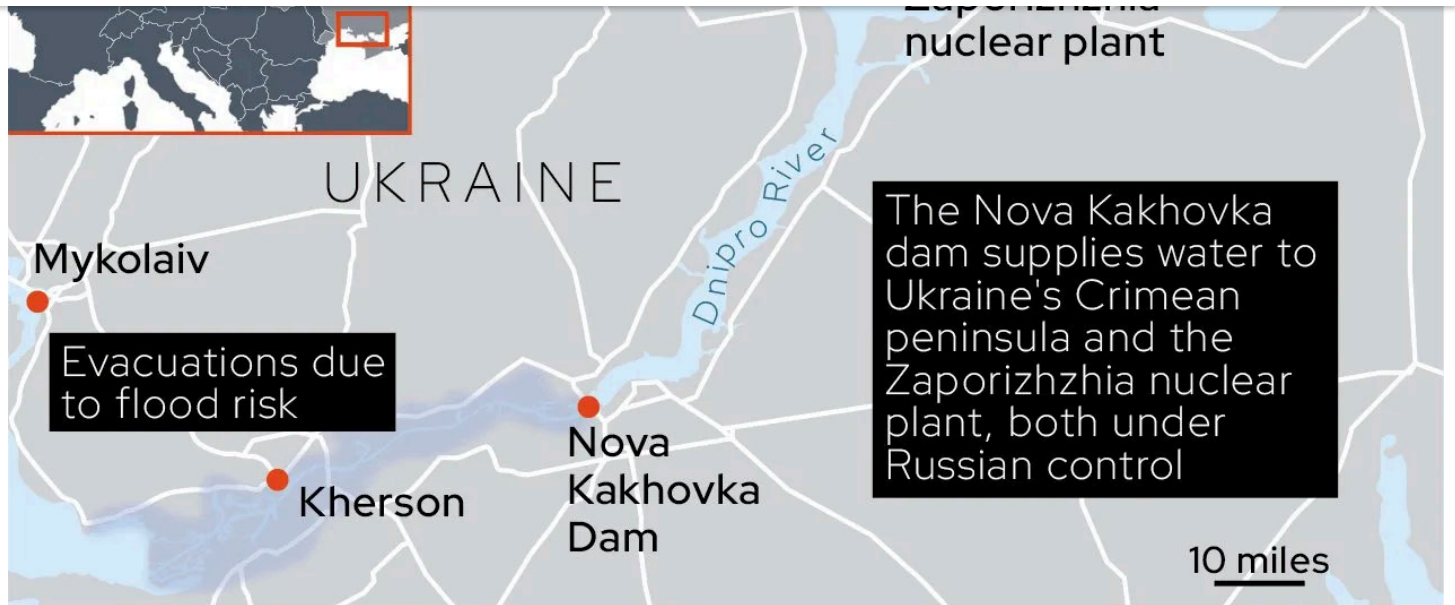 Zaporizhzhia
nuclear plant
UKRAINE
Dnipro River
The Nova Kakhovka
dam supplies water to
Ukraine's Crimean
peninsula and the
Zaporizhzhia nuclear
plant, both under
Russian control
Mykolaiv
Evacuations due
to flood risk
Nova
Kakhovka
Dam
Kherson
10 miles